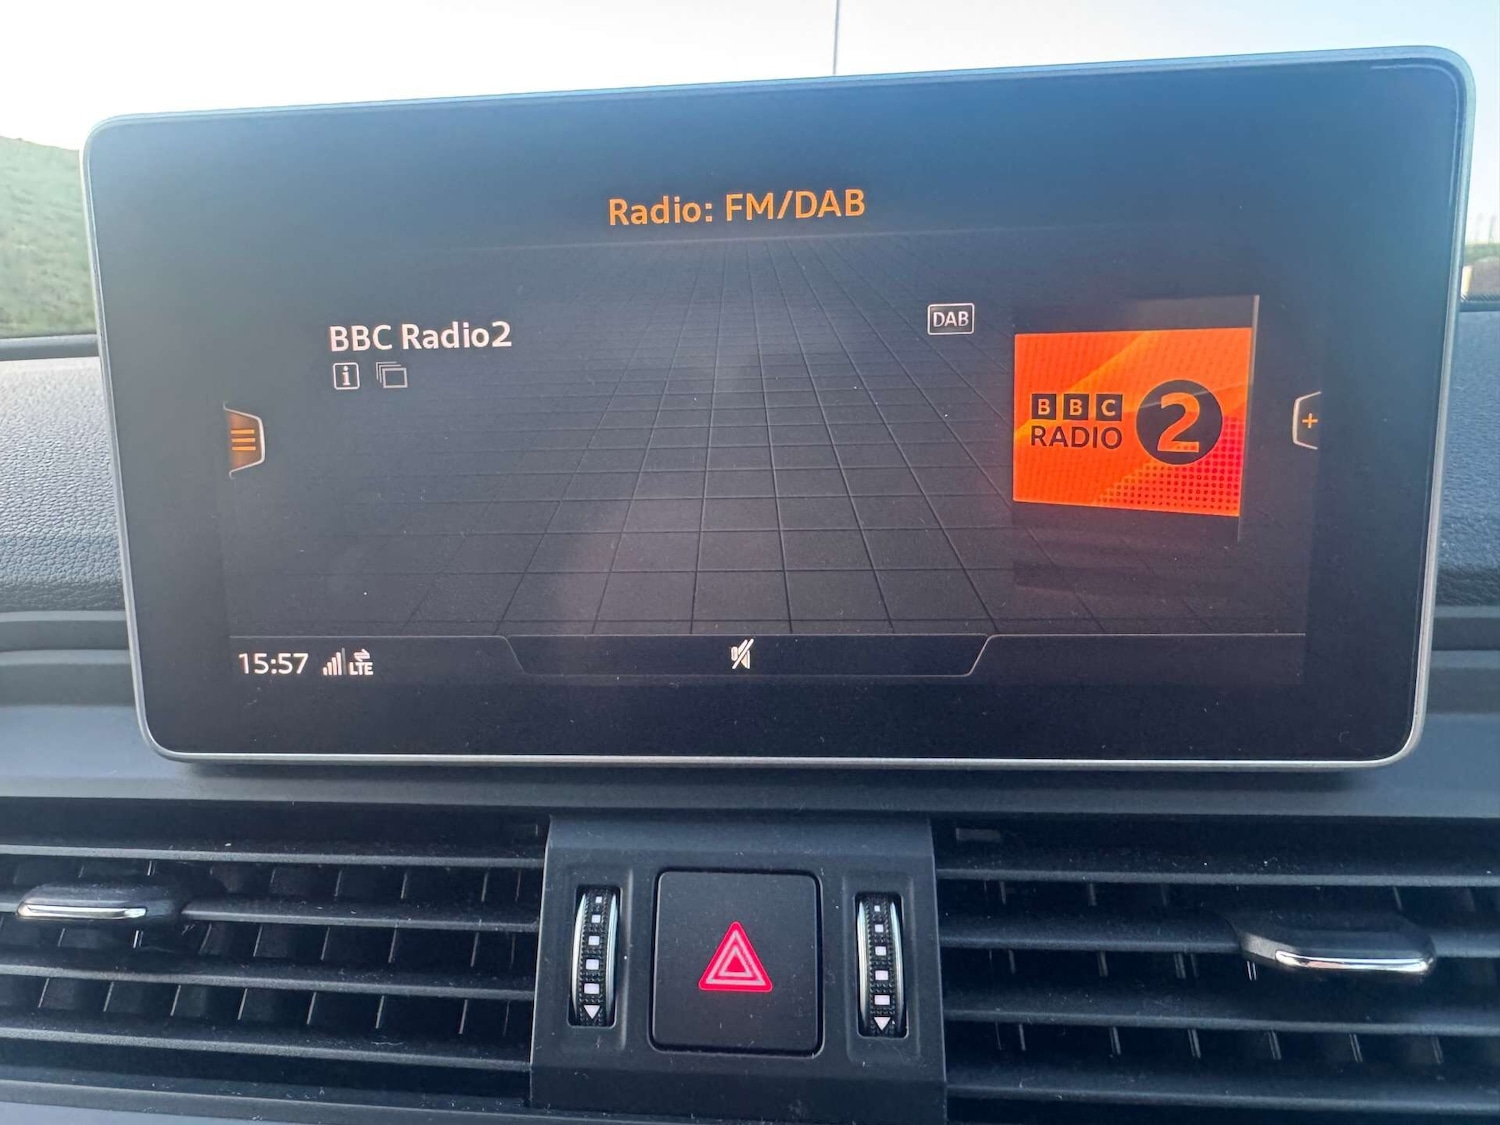 Radio: FM/DAB
BBC Radio2
DAB
i
BBC
RADIO 2
15:57 LTE